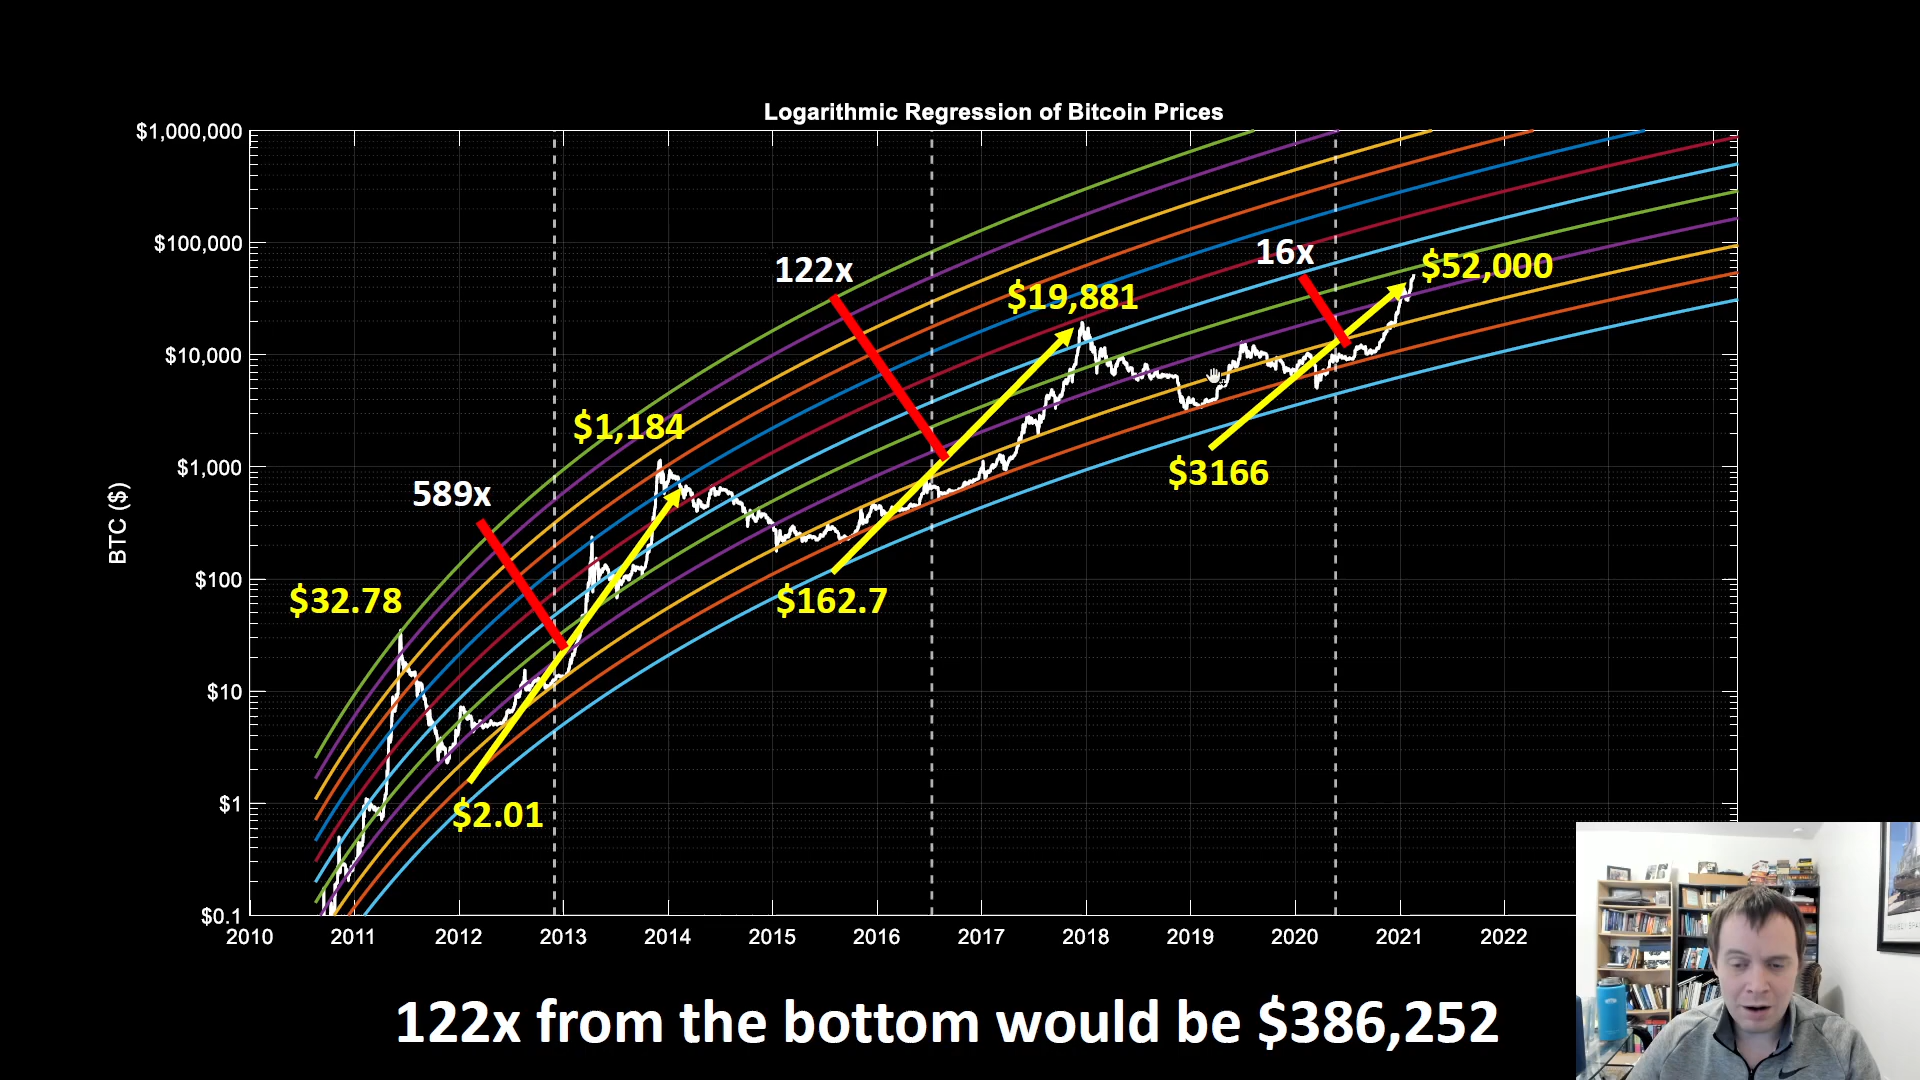 Logarithmic Regression of Bitcoin Prices
$1,000,000
$100,000
$10,000
$1,000
$100
$10
$1
$0.1
BTC ($)
2010 2011 2012 2013 2014 2015 2016 2017 2018 2019 2020 2021 2022
16x
$52,000
122x
$19,881
$1,184
$3166
589x
$32.78
$162.7
$2.01
122x from the bottom would be $386,252